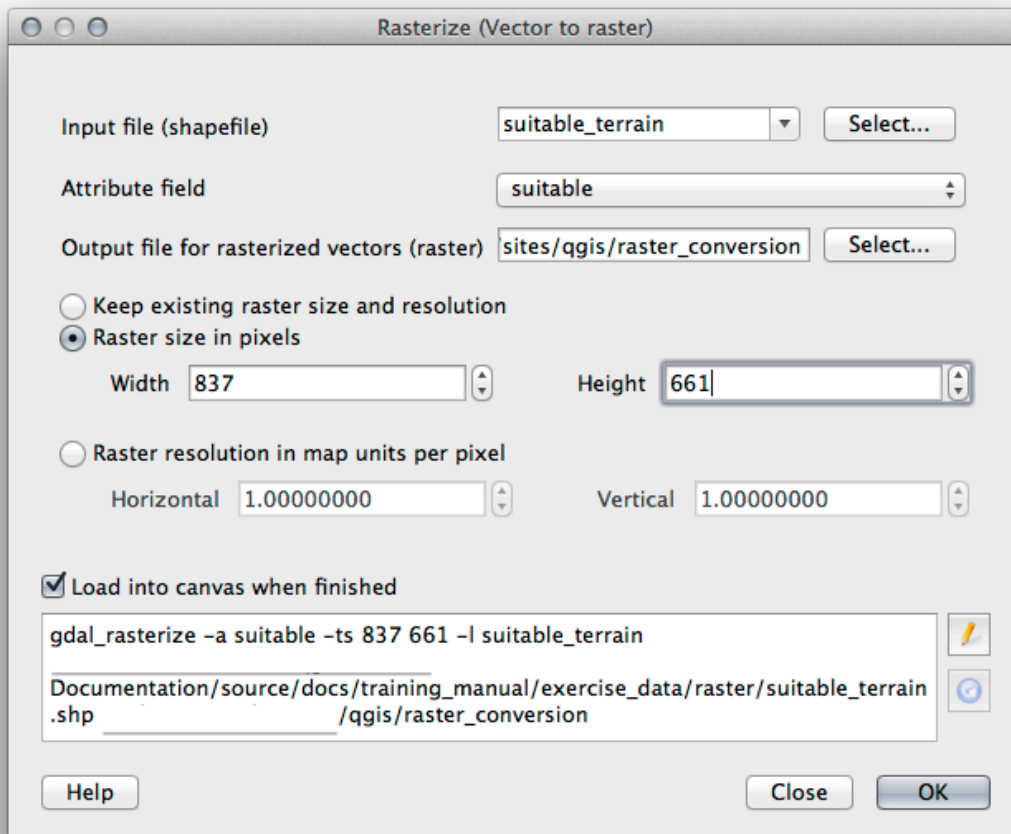 Rasterize (Vector to raster)
Input file (shapefile) suitable_terrain Select...
Attribute field suitable
Output file for rasterized vectors (raster) sites/qgis/raster_conversion Select...
Keep existing raster size and resolution
Raster size in pixels
Width 837 Height 661
Raster resolution in map units per pixel
Horizontal 1.00000000 Vertical 1.00000000
Load into canvas when finished
gdal_rasterize -a suitable -ts 837 661 -l suitable_terrain
Documentation/source/docs/training_manual/exercise_data/raster/suitable_terrain
.shp /qgis/raster_conversion
Help Close OK